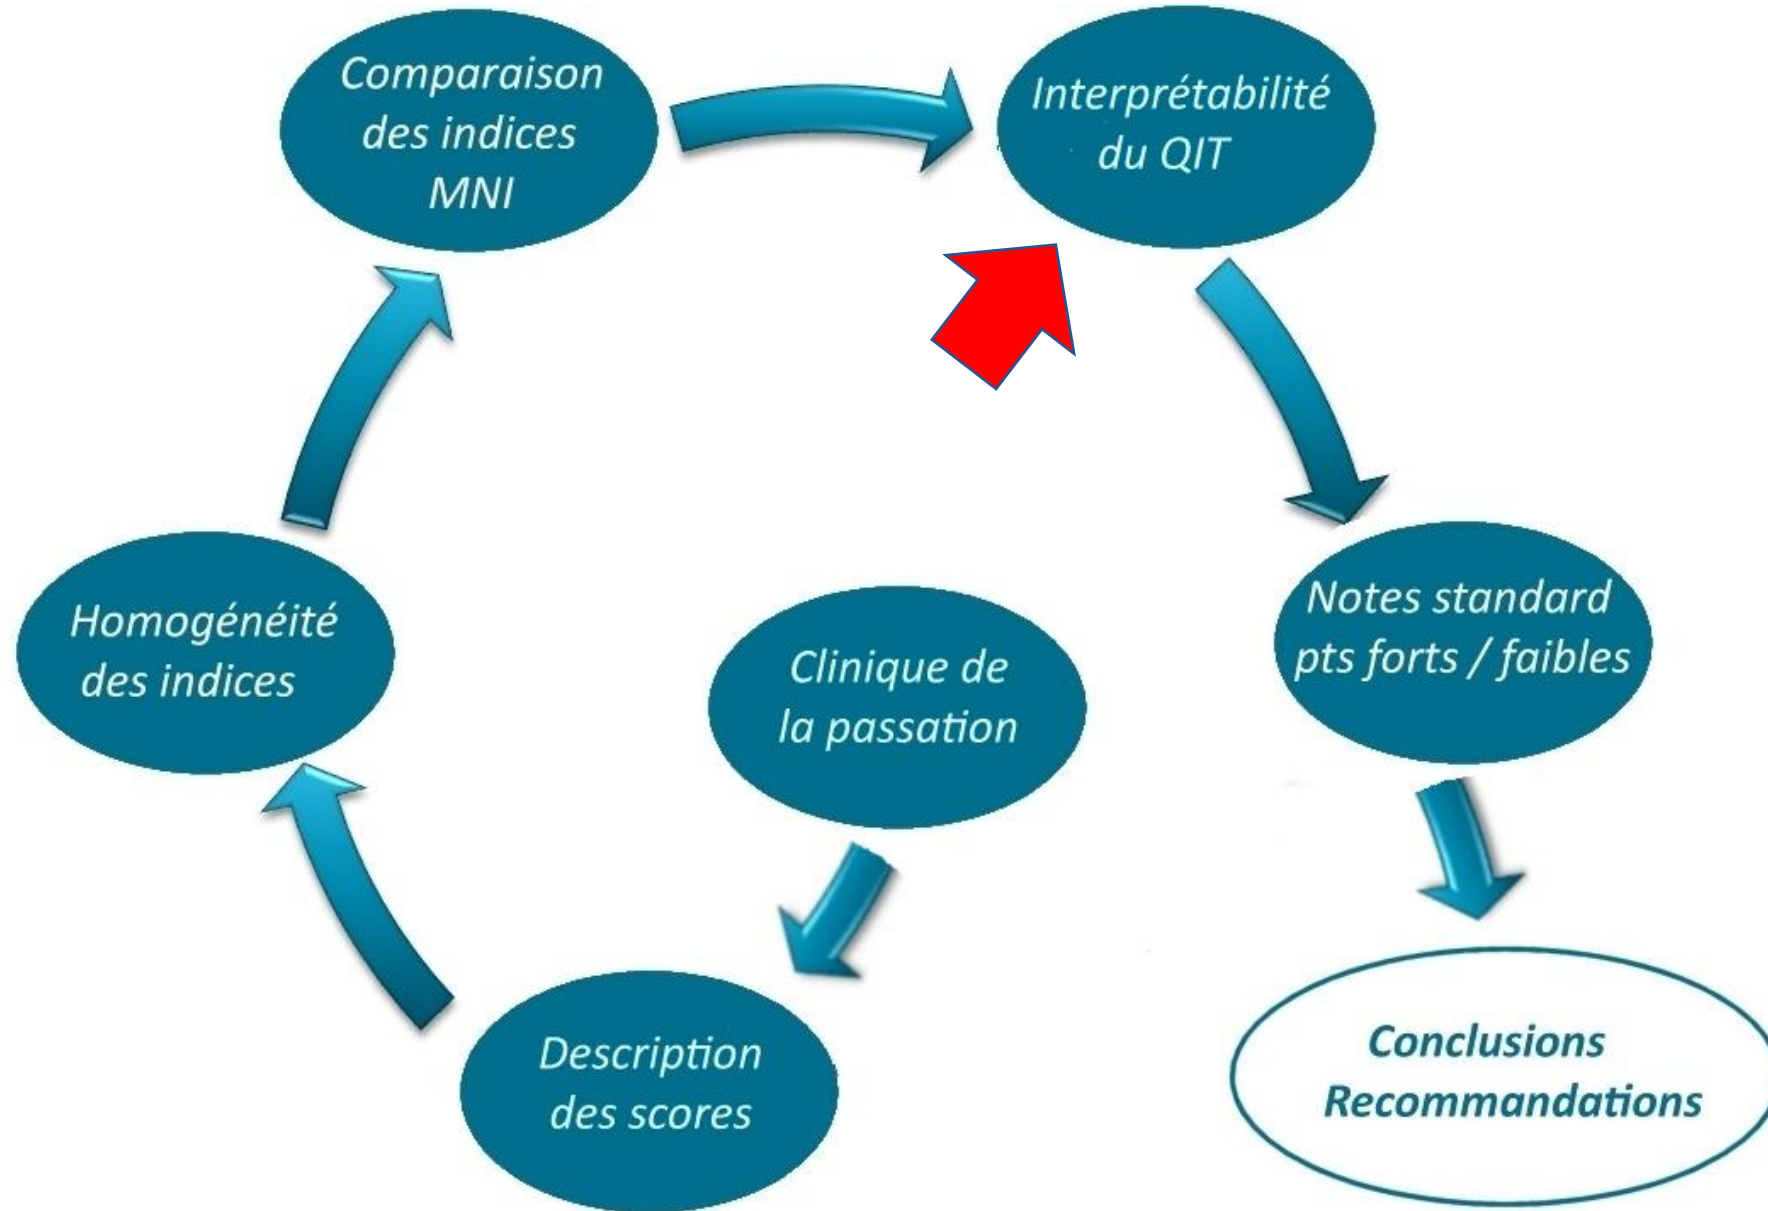 Comparaison
des indices
MNI
Interprétabilité
du QIT
Homogénéité
des indices
Clinique de
la passation
Notes standard
pts forts / faibles
Description
des scores
Conclusions
Recommandations